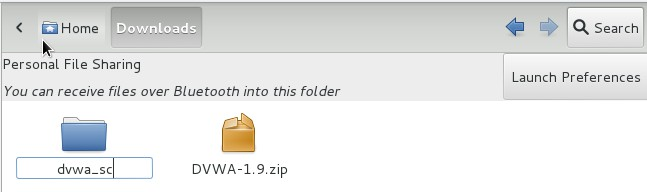 Home Downloads Search
Personal File Sharing
Launch Preferences
You can receive files over Bluetooth into this folder
dvwa_sc DVWA-1.9.zip